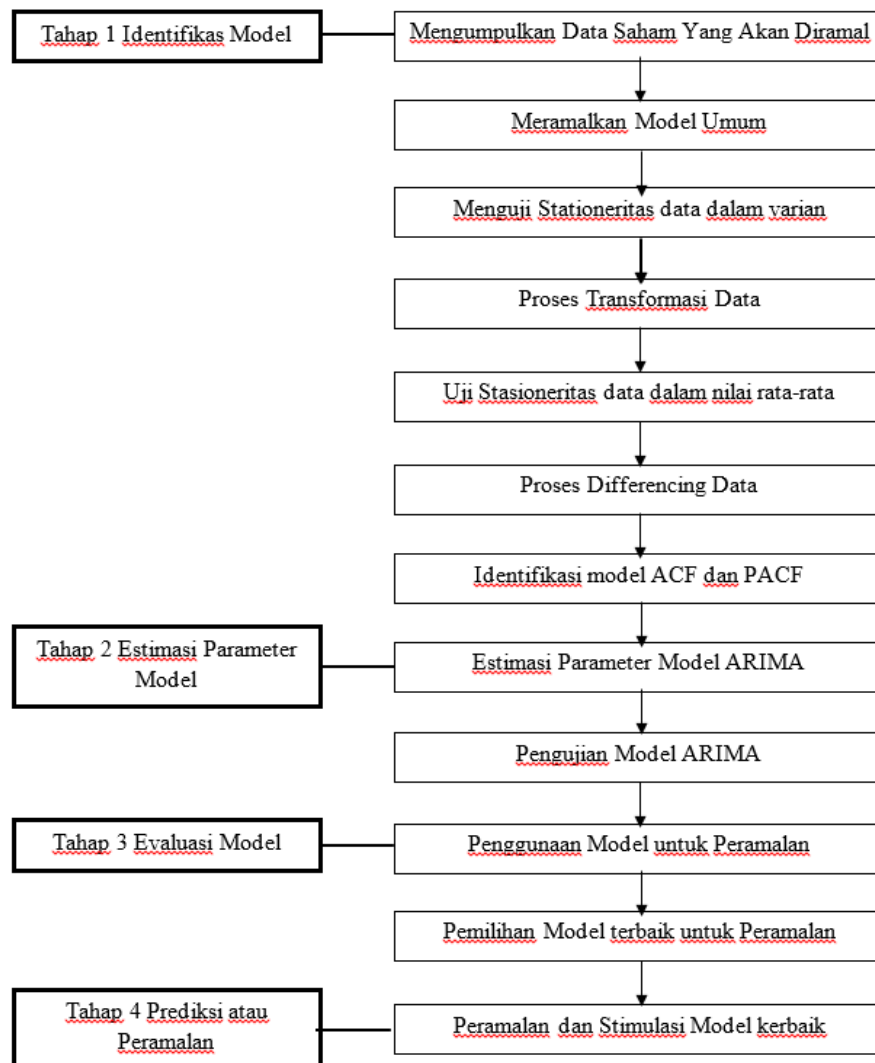 Tahap 1 Identifikas Model
Mengumpulkan Data Saham Yang Akan Diramal
Meramalkan Model Umum
Menguji Stationeritas data dalam varian
Proses Transformasi Data
Uji Stasioneritas data dalam nilai rata-rata
Proses Differencing Data
Identifikasi model ACF dan PACF
Tahap 2 Estimasi Parameter
Model
Estimasi Parameter Model ARIMA
Pengujian Model ARIMA
Tahap 3 Evaluasi Model
Penggunaan Model untuk Peramalan
Pemilihan Model terbaik untuk Peramalan
Tahap 4 Prediksi atau
Peramalan
Peramalan dan Stimulasi Model kerbaik